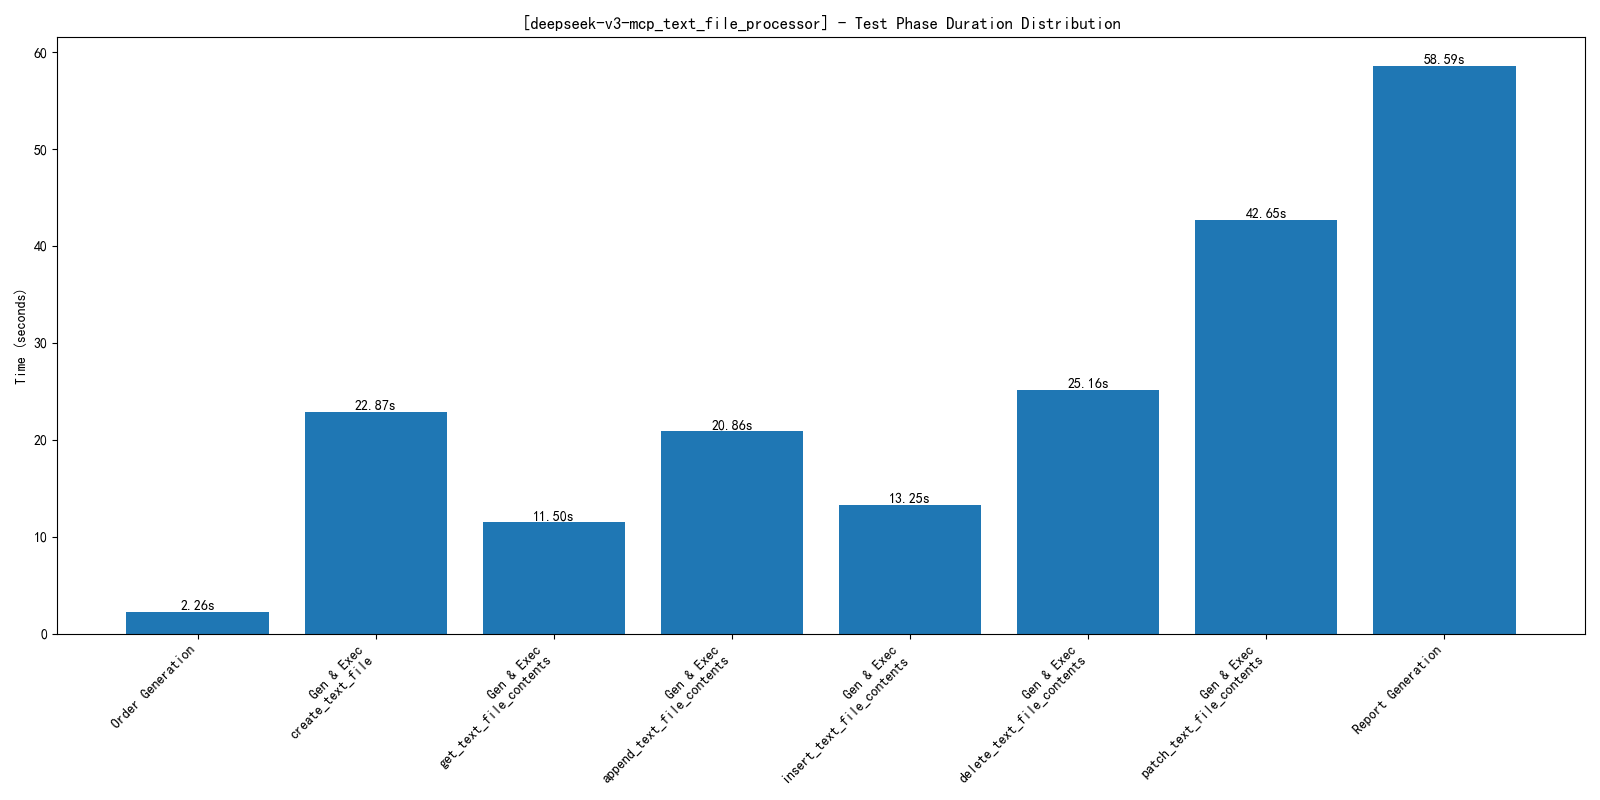 [deepseek-v3-mcp_text_file_processor] - Test Phase Duration Distribution
Time (seconds)
60
50
40
30
20
10
0
2.26s
22.87s
11.50s
20.86s
13.25s
25.16s
42.65s
58.59s
Order Generation
Gen & Exec
create_text_file
Gen & Exec
get_text_file_contents
Gen & Exec
append_text_file_contents
Gen & Exec
insert_text_file_contents
Gen & Exec
delete_text_file_contents
Gen & Exec
patch_text_file_contents
Report Generation